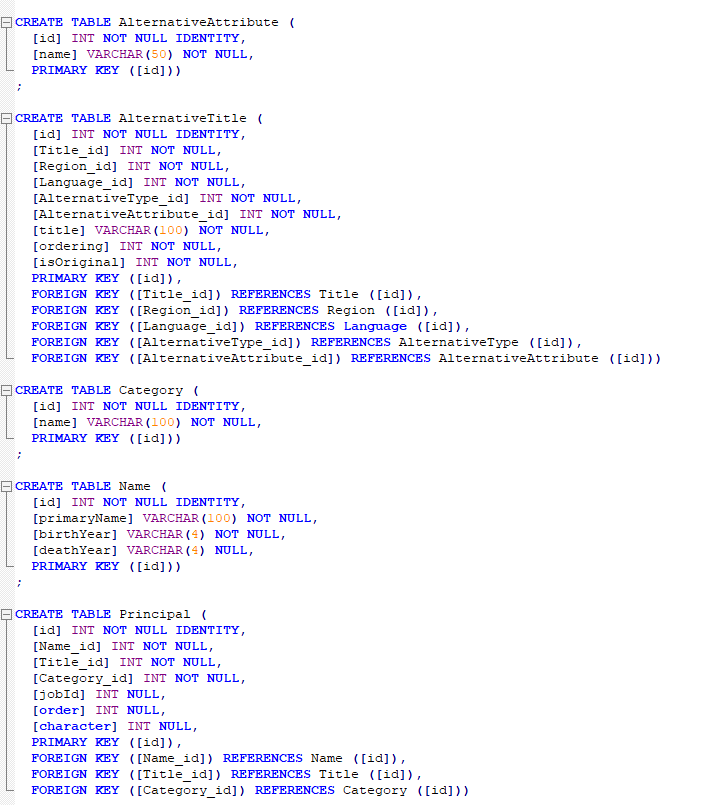 CREATE TABLE AlternativeAttribute (
[id] INT NOT NULL IDENTITY,
[name] VARCHAR(50) NOT NULL,
PRIMARY KEY ([id]))
;
CREATE TABLE AlternativeTitle (
[id] INT NOT NULL IDENTITY,
[Title_id] INT NOT NULL,
[Region_id] INT NOT NULL,
[Language_id] INT NOT NULL,
[AlternativeType_id] INT NOT NULL,
[AlternativeAttribute_id] INT NOT NULL,
[title] VARCHAR(100) NOT NULL,
[ordering] INT NOT NULL,
[isOriginal] INT NOT NULL,
PRIMARY KEY ([id]),
FOREIGN KEY ([Title_id]) REFERENCES Title ([id]),
FOREIGN KEY ([Region_id]) REFERENCES Region ([id]),
FOREIGN KEY ([Language_id]) REFERENCES Language ([id]),
FOREIGN KEY ([AlternativeType_id]) REFERENCES AlternativeType ([id]),
FOREIGN KEY ([AlternativeAttribute_id]) REFERENCES AlternativeAttribute ([id]))
CREATE TABLE Category (
[id] INT NOT NULL IDENTITY,
[name] VARCHAR(100) NOT NULL,
PRIMARY KEY ([id]))
;
CREATE TABLE Name (
[id] INT NOT NULL IDENTITY,
[primaryName] VARCHAR(100) NOT NULL,
[birthYear] VARCHAR(4) NOT NULL,
[deathYear] VARCHAR(4) NULL,
PRIMARY KEY ([id]))
;
CREATE TABLE Principal (
[id] INT NOT NULL IDENTITY,
[Name_id] INT NOT NULL,
[Title_id] INT NOT NULL,
[Category_id] INT NOT NULL,
[jobId] INT NULL,
[order] INT NULL,
[character] INT NULL,
PRIMARY KEY ([id]),
FOREIGN KEY ([Name_id]) REFERENCES Name ([id]),
FOREIGN KEY ([Title_id]) REFERENCES Title ([id]),
FOREIGN KEY ([Category_id]) REFERENCES Category ([id]))